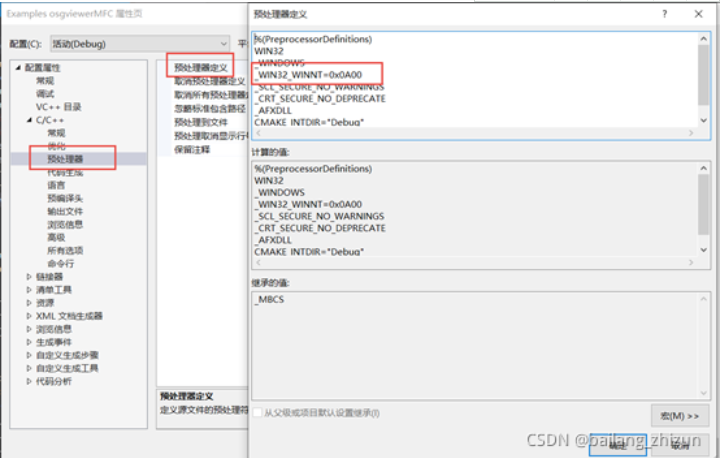 Examples osgviewerMFC 属性页
配置(C):
活动(Debug)
平
配置属性
常规
调试
VC++ 目录
C/C++
常规
优化
预处理器
代码生成
语言
预编译头
输出文件
浏览信息
高级
所有选项
命令行
链接器
清单工具
资源
XML 文档生成器
浏览信息
生成事件
自定义生成步骤
自定义生成工具
代码分析
预处理器定义
取消预处理器定义
取消所有预处理器
忽略标准包含路径
预处理到文件
预处理取消显示行
保留注释
预处理器定义
定义源文件的预处理符
预处理器定义
%(PreprocessorDefinitions)
WIN32
_WINDOWS
_WIN32_WINNT=0x0A00
_SCL_SECURE_NO_WARNINGS
_CRT_SECURE_NO_DEPRECATE
_AFXDLL
CMAKE_INTDIR="Debug"
计算的值:
%(PreprocessorDefinitions)
WIN32
_WINDOWS
_WIN32_WINNT=0x0A00
_SCL_SECURE_NO_WARNINGS
_CRT_SECURE_NO_DEPRECATE
_AFXDLL
CMAKE_INTDIR="Debug"
继承的值:
_MBCS
从父级或项目默认设置继承(I)
宏(M) >>
确定
取消
CSDN @bailang_zhizun